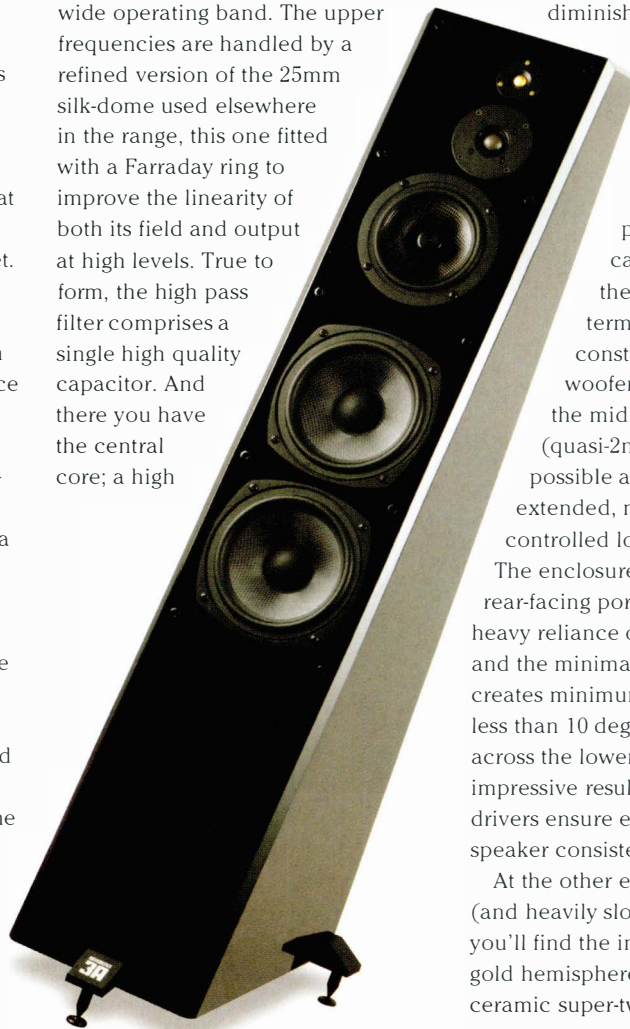 s
at
et.
ce
a
e
d
wide operating band. The upper
frequencies are handled by a
refined version of the 25mm
silk-dome used elsewhere
in the range, this one fitted
with a Farraday ring to
improve the linearity of
both its field and output
at high levels. True to
form, the high pass
filter comprises a
single high quality
capacitor. And
there you have
the central
core; a high
diminish
p
ca
the
term
const
woofer
the mid
(quasi-2n
possible a
extended, r
controlled lo
The enclosure
rear-facing por
heavy reliance o
and the minima
creates minimu
less than 10 deg
across the lower
impressive resul
drivers ensure e
speaker consiste
At the other e
(and heavily slo
you'll find the in
gold hemisphere
ceramic super-tw